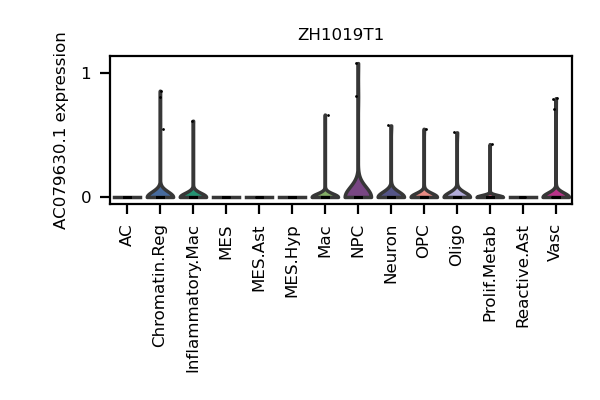 ZH1019T1
AC079630.1 expression
1
0
AC
Chromatin.Reg
Inflammatory.Mac
MES
MES.Ast
MES.Hyp
Mac
NPC
Neuron
OPC
Oligo
Prolif.Metab
Reactive.Ast
Vasc